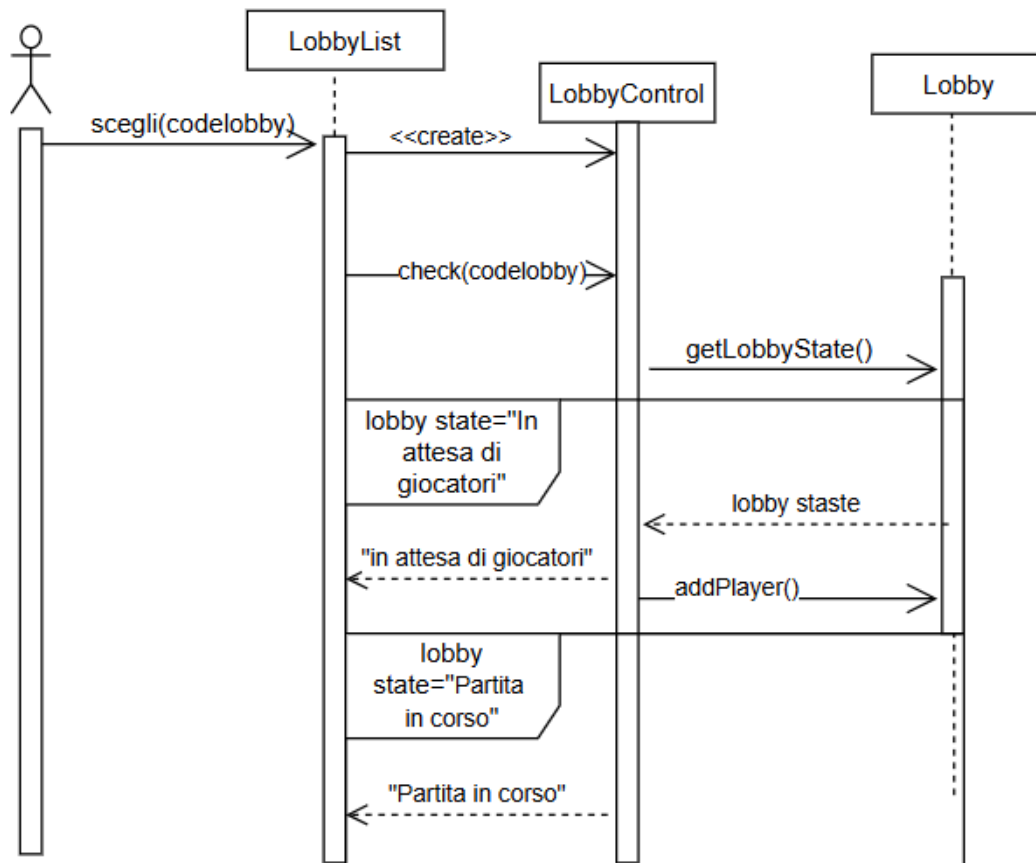 LobbyList
LobbyControl
Lobby
scegli(codelobby)
<<create>>
check(codelobby)
getLobbyState()
lobby state="In
attesa di
giocatori"
lobby staste
"in attesa di giocatori"
addPlayer()
lobby
state="Partita
in corso"
"Partita in corso"